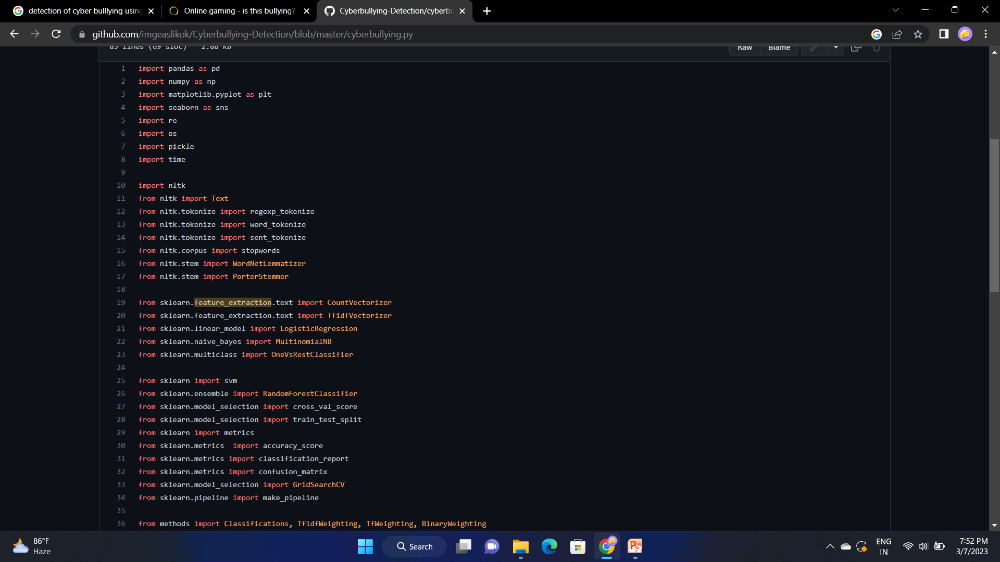 detection of cyber bulllying using
Online gaming - is this bullying?
Cyberbullying-Detection/cyberbu
github.com/imgeaslikok/Cyberbullying-Detection/blob/master/cyberbullying.py
85 lines (69 sloc) 2.88 KB
Raw Blame
1 import pandas as pd
2 import numpy as np
3 import matplotlib.pyplot as plt
4 import seaborn as sns
5 import re
6 import os
7 import pickle
8 import time
9
10 import nltk
11 from nltk import Text
12 from nltk.tokenize import regexp_tokenize
13 from nltk.tokenize import word_tokenize
14 from nltk.tokenize import sent_tokenize
15 from nltk.corpus import stopwords
16 from nltk.stem import WordNetLemmatizer
17 from nltk.stem import PorterStemmer
18
19 from sklearn.feature_extraction.text import CountVectorizer
20 from sklearn.feature_extraction.text import TfidfVectorizer
21 from sklearn.linear_model import LogisticRegression
22 from sklearn.naive_bayes import MultinomialNB
23 from sklearn.multiclass import OneVsRestClassifier
24
25 from sklearn import svm
26 from sklearn.ensemble import RandomForestClassifier
27 from sklearn.model_selection import cross_val_score
28 from sklearn.model_selection import train_test_split
29 from sklearn import metrics
30 from sklearn.metrics  import accuracy_score
31 from sklearn.metrics import classification_report
32 from sklearn.metrics import confusion_matrix
33 from sklearn.model_selection import GridSearchCV
34 from sklearn.pipeline import make_pipeline
35
36 from methods import Classifications, TfidfWeighting, TfWeighting, BinaryWeighting
86°F
Haze
Search
ENG
IN
7:52 PM
3/7/2023